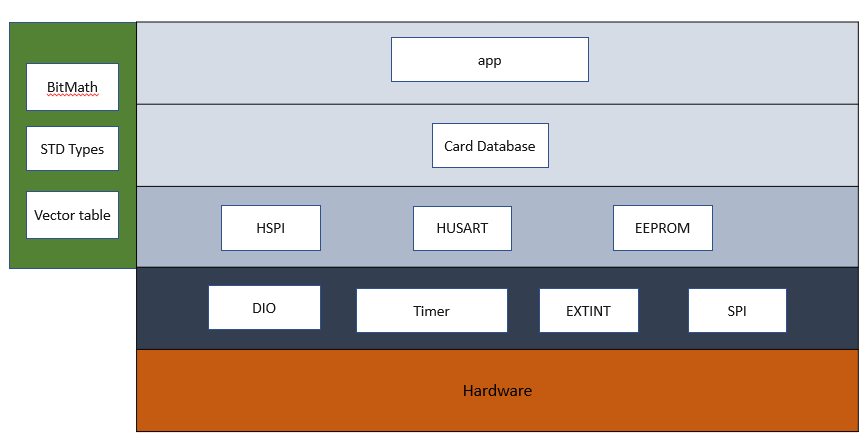 app
BitMath
STD Types
Card Database
Vector table
HSPI
HUSART
EEPROM
DIO
Timer
EXTINT
SPI
Hardware